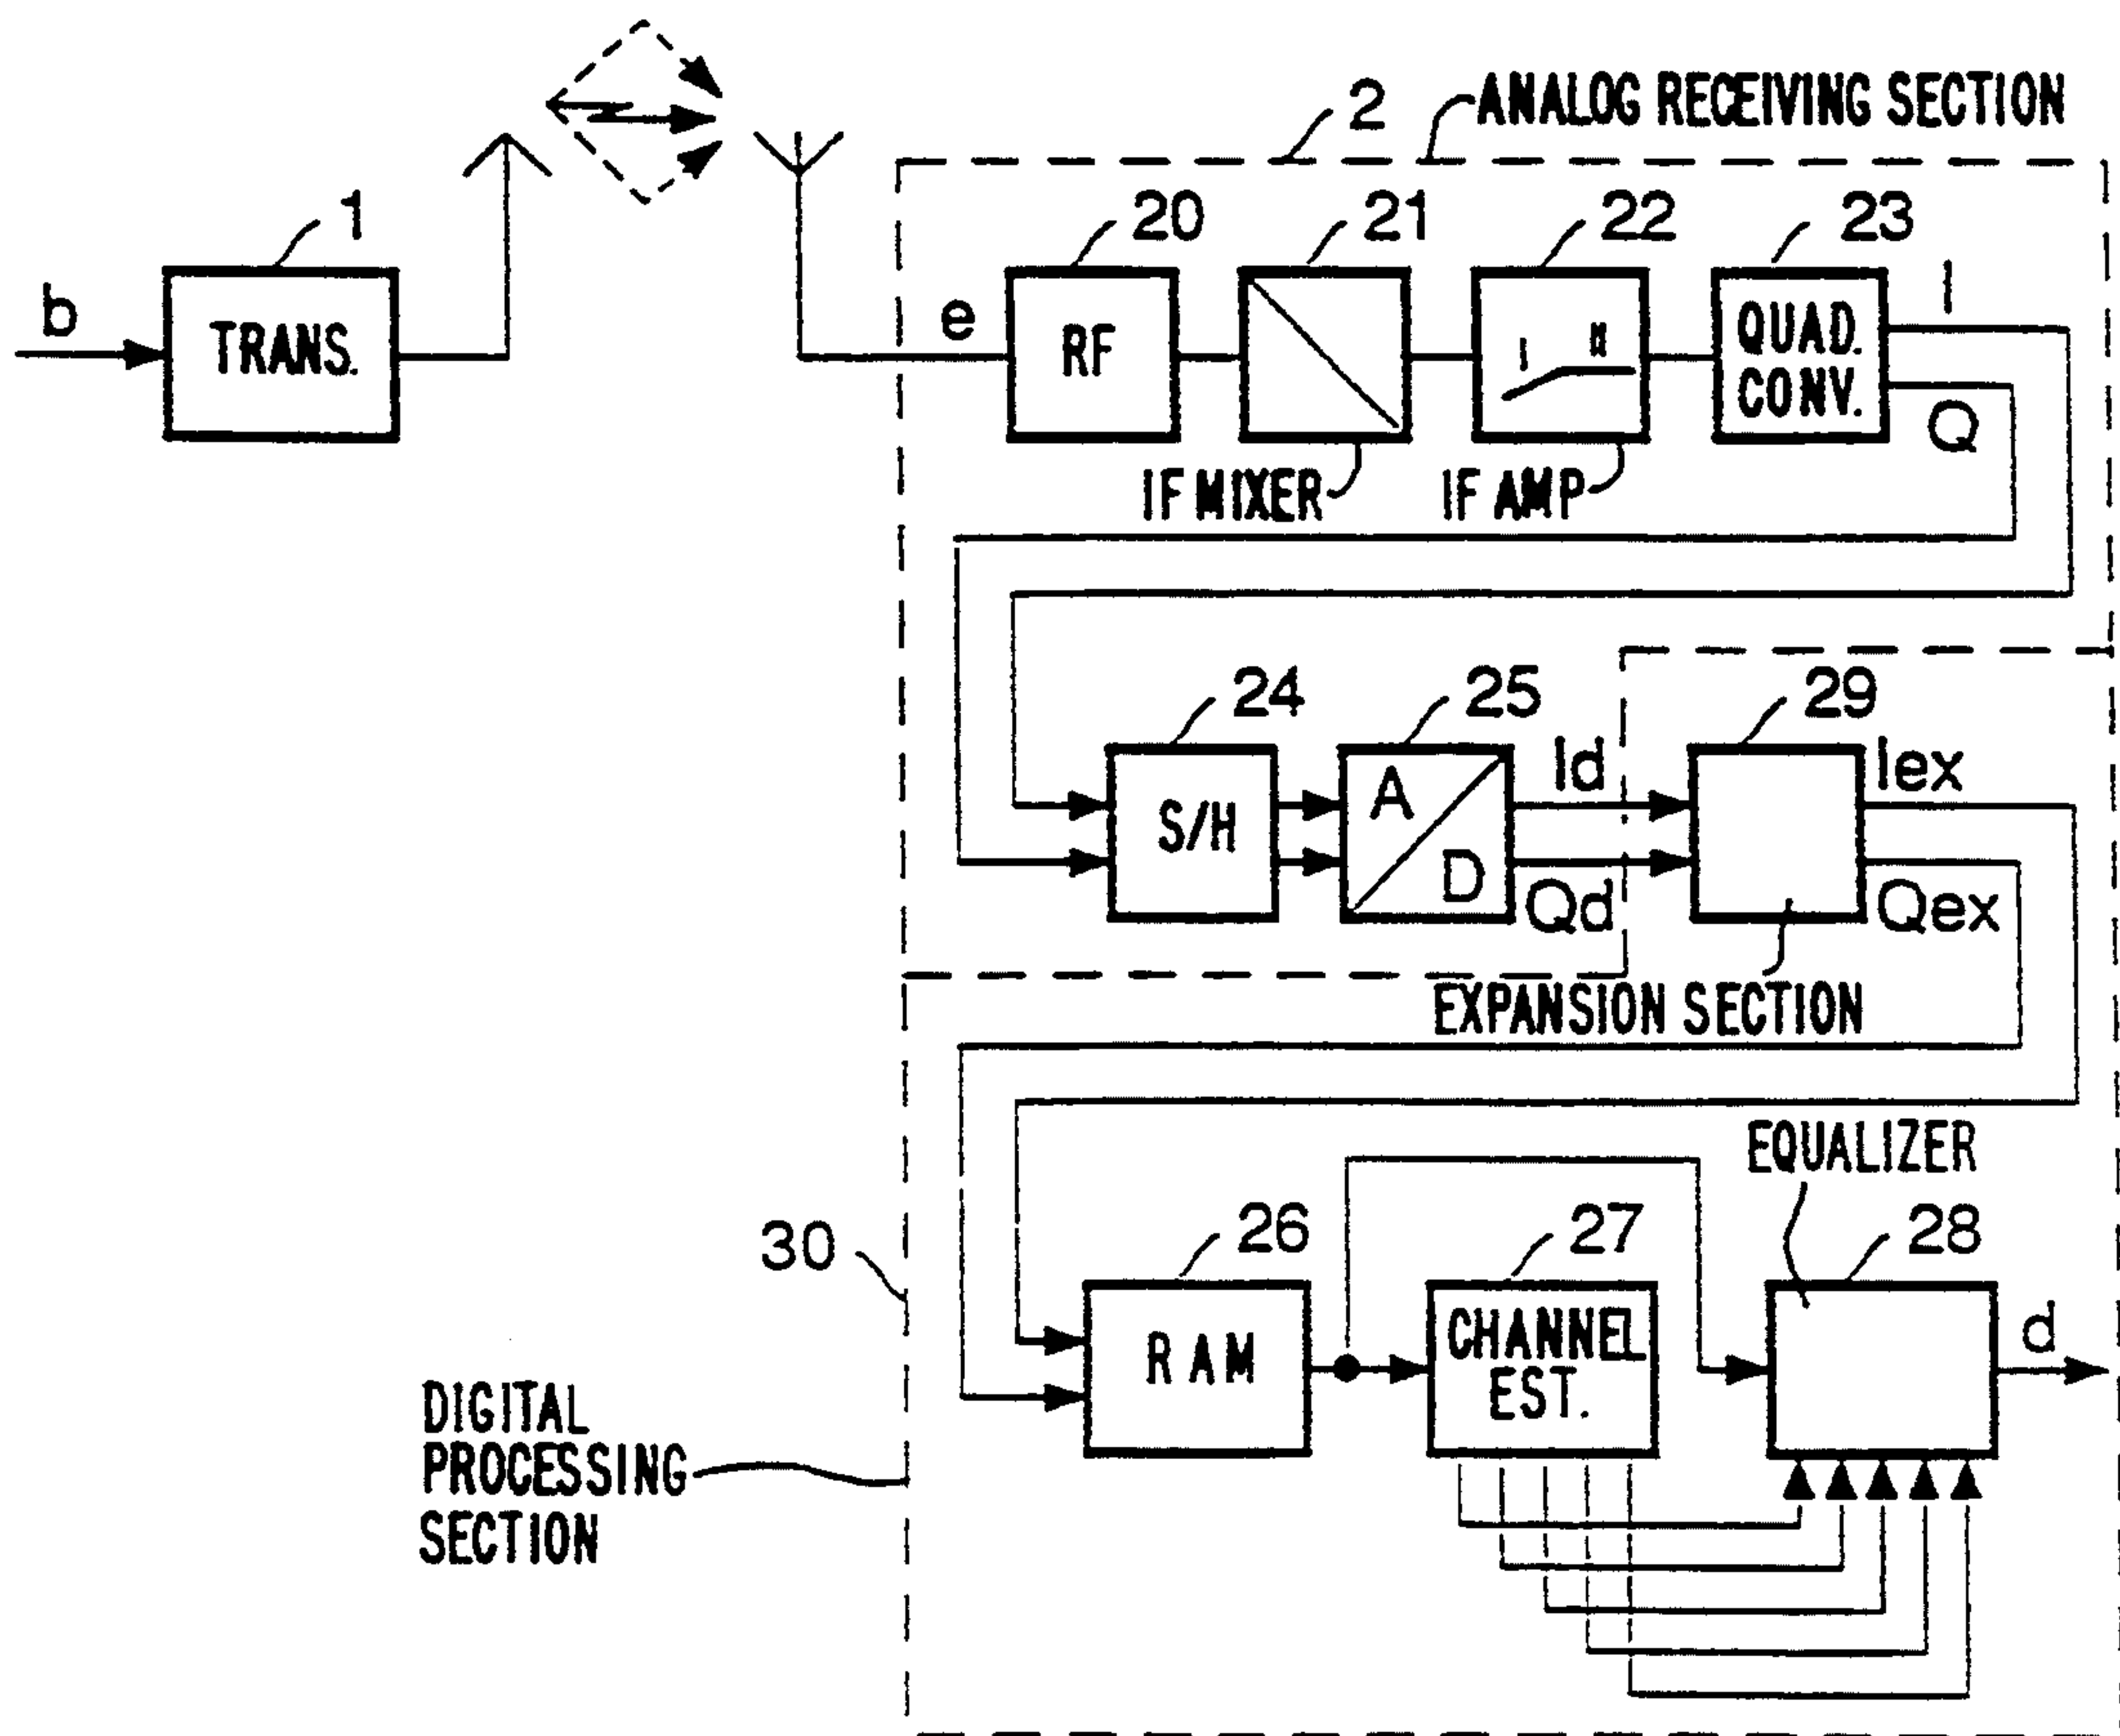 2
ANALOG RECEIVING SECTION
1
20
21
22
23
b
TRANS.
e
RF
I II
QUAD.
CONV.
I
Q
IF MIXER
IF AMP
24
25
29
S/H
A
D
Id
Qd
Iex
Qex
EXPANSION SECTION
EQUALIZER
30
26
27
28
RAM
CHANNEL
EST.
d
DIGITAL
PROCESSING
SECTION